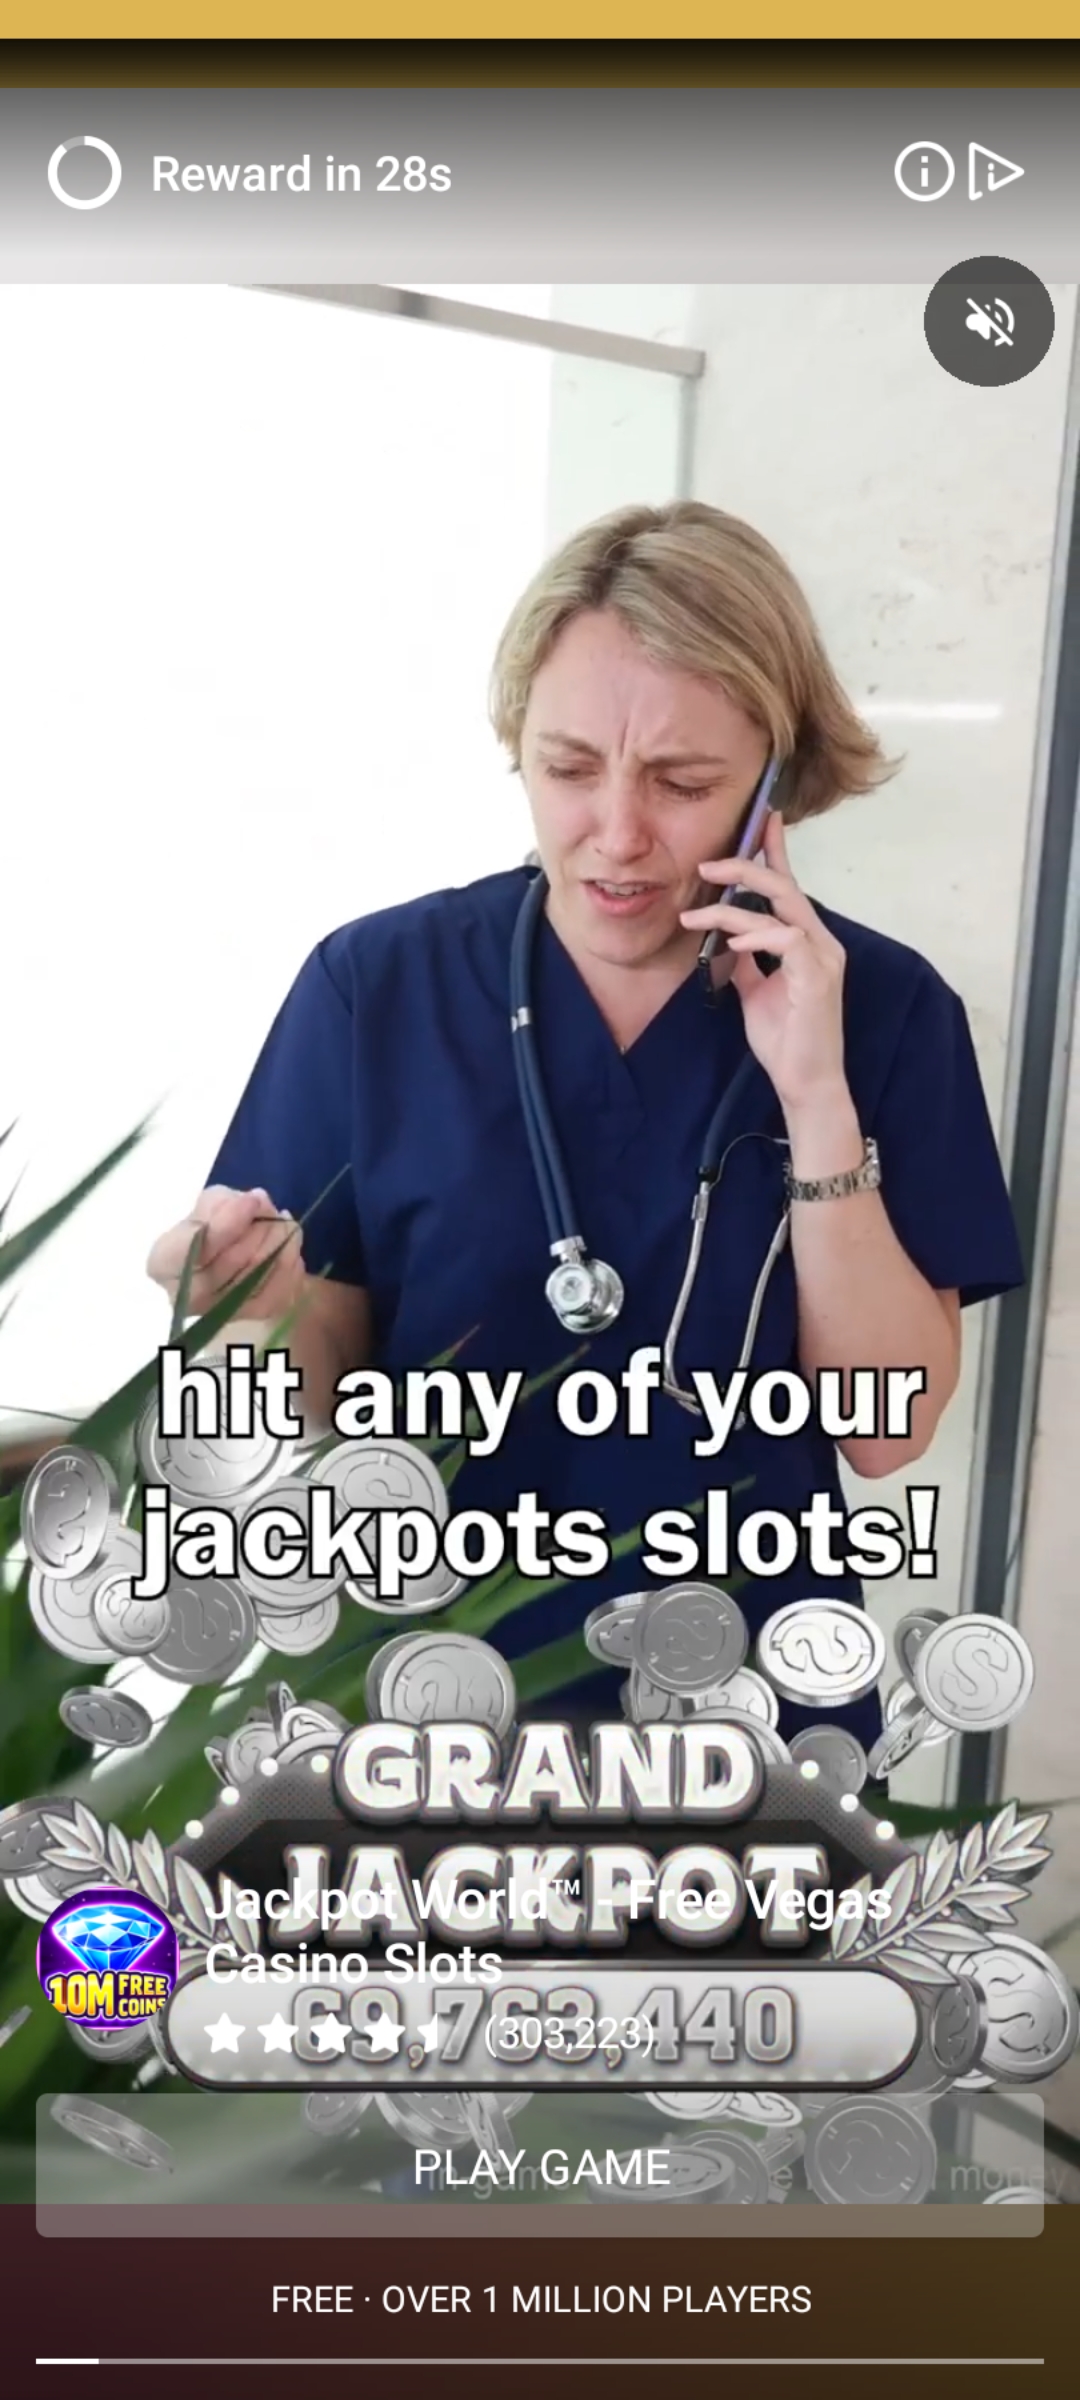 Reward in 28s
hit any of your
jackpots slots!
GRAND
JACKPOT
Jackpot World™ - Free Vegas
Casino Slots
10M FREE
COINS
69,763,440
(303,223)
PLAY GAME
money
FREE · OVER 1 MILLION PLAYERS